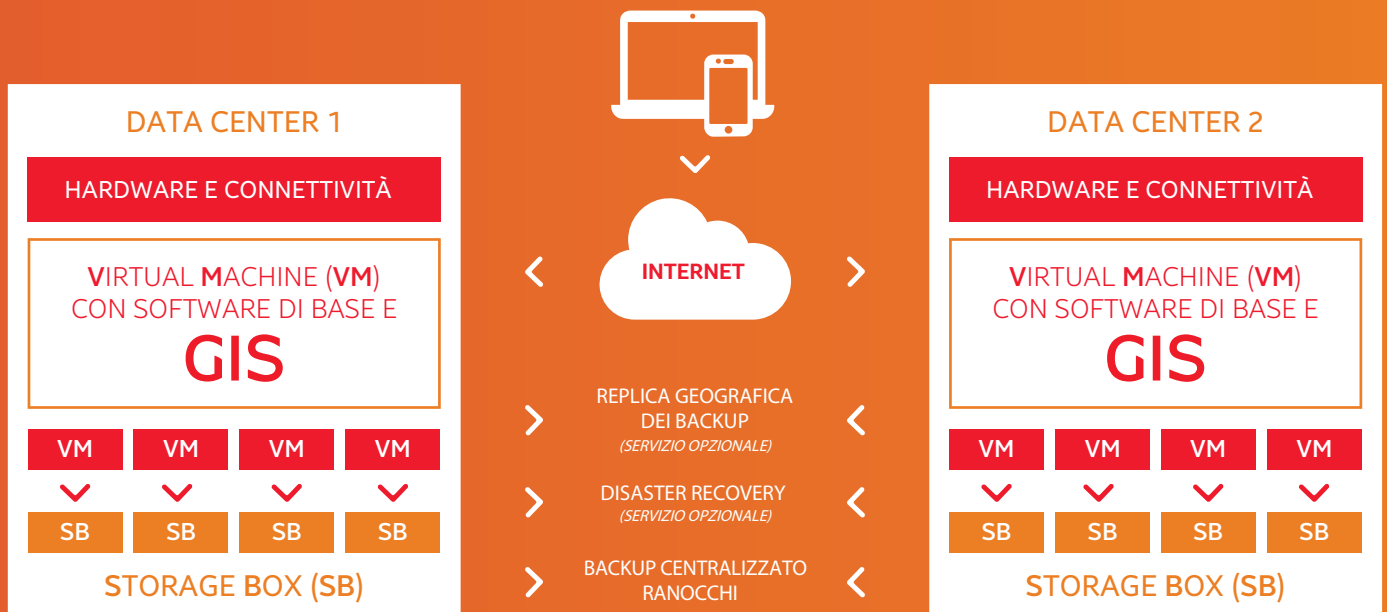 DATA CENTER 1
HARDWARE E CONNETTIVITÀ
VIRTUAL MACHINE (VM)
CON SOFTWARE DI BASE E
GIS
VM VM VM VM
SB SB SB SB
STORAGE BOX (SB)
INTERNET
REPLICA GEOGRAFICA
DEI BACKUP
(SERVIZIO OPZIONALE)
DISASTER RECOVERY
(SERVIZIO OPZIONALE)
BACKUP CENTRALIZZATO
RANOCCHI
DATA CENTER 2
HARDWARE E CONNETTIVITÀ
VIRTUAL MACHINE (VM)
CON SOFTWARE DI BASE E
GIS
VM VM VM VM
SB SB SB SB
STORAGE BOX (SB)